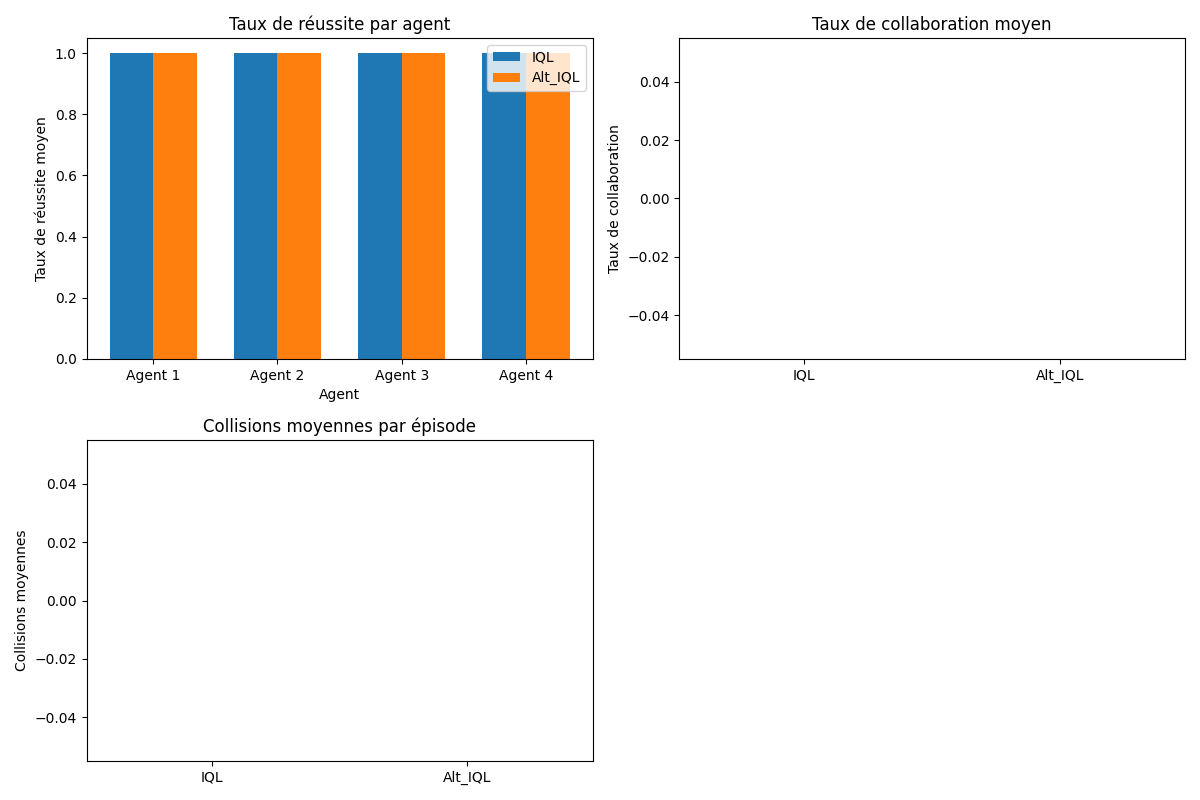 Taux de réussite par agent
Taux de réussite moyen
1.0
0.8
0.6
0.4
0.2
0.0
IQL
Alt_IQL
Agent 1 Agent 2 Agent 3 Agent 4
Agent
Taux de collaboration moyen
Taux de collaboration
0.04
0.02
0.00
−0.02
−0.04
IQL Alt_IQL
Collisions moyennes par épisode
Collisions moyennes
0.04
0.02
0.00
−0.02
−0.04
IQL Alt_IQL